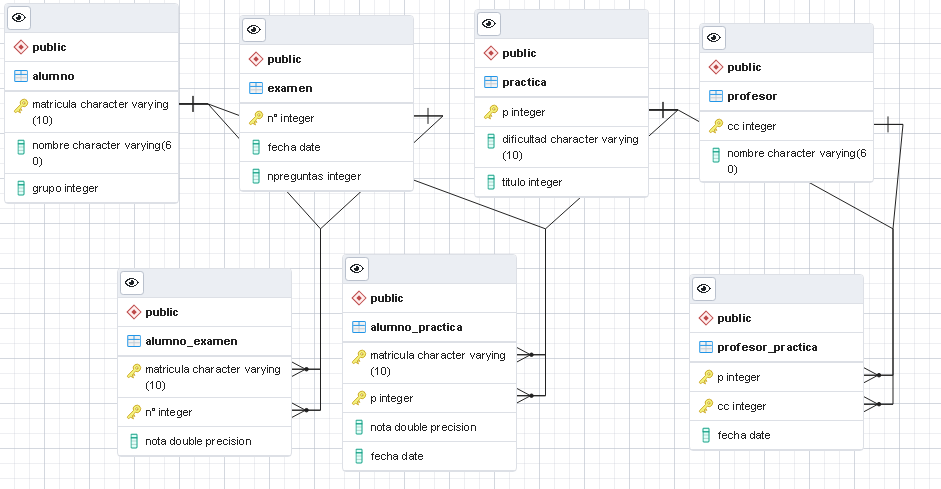 public
alumno
matricula character varying
(10)
nombre character varying(6
0)
grupo integer
public
examen
nº integer
fecha date
npreguntas integer
public
practica
p integer
dificultad character varying
(10)
titulo integer
public
profesor
cc integer
nombre character varying(6
0)
public
alumno_examen
matricula character varying
(10)
nº integer
nota double precision
public
alumno_practica
matricula character varying
(10)
p integer
nota double precision
fecha date
public
profesor_practica
p integer
cc integer
fecha date